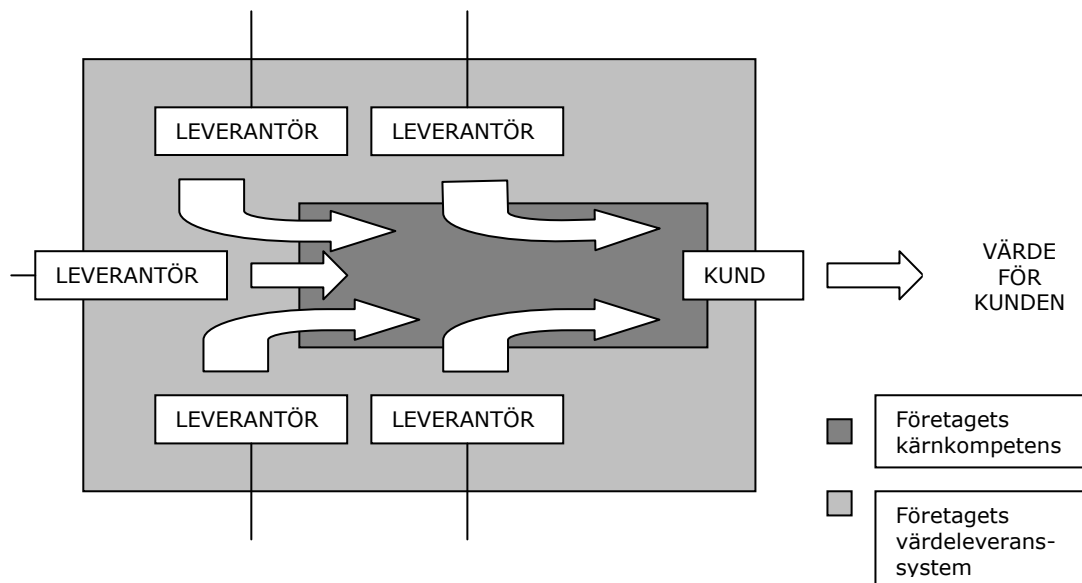 LEVERANTÖR LEVERANTÖR
LEVERANTÖR
KUND
VÄRDE
FÖR
KUNDEN
LEVERANTÖR LEVERANTÖR
Företagets
kärnkompetens
Företagets
värdeleverans-
system